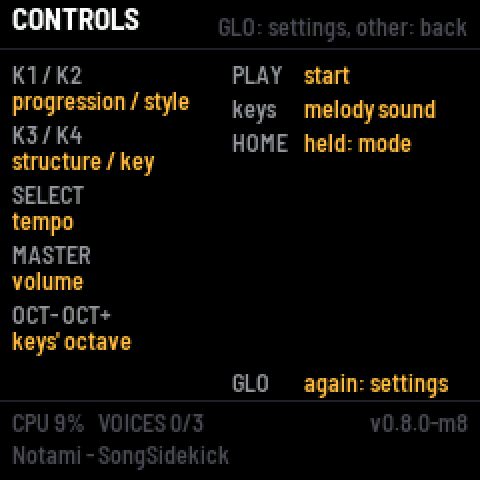 CONTROLS
GLO: settings, other: back
K1 / K2
progression / style
K3 / K4
structure / key
SELECT
tempo
MASTER
volume
OCT- OCT+
keys' octave
PLAY start
keys melody sound
HOME held: mode
GLO again: settings
CPU 9% VOICES 0/3 v0.8.0-m8
Notami - SongSidekick